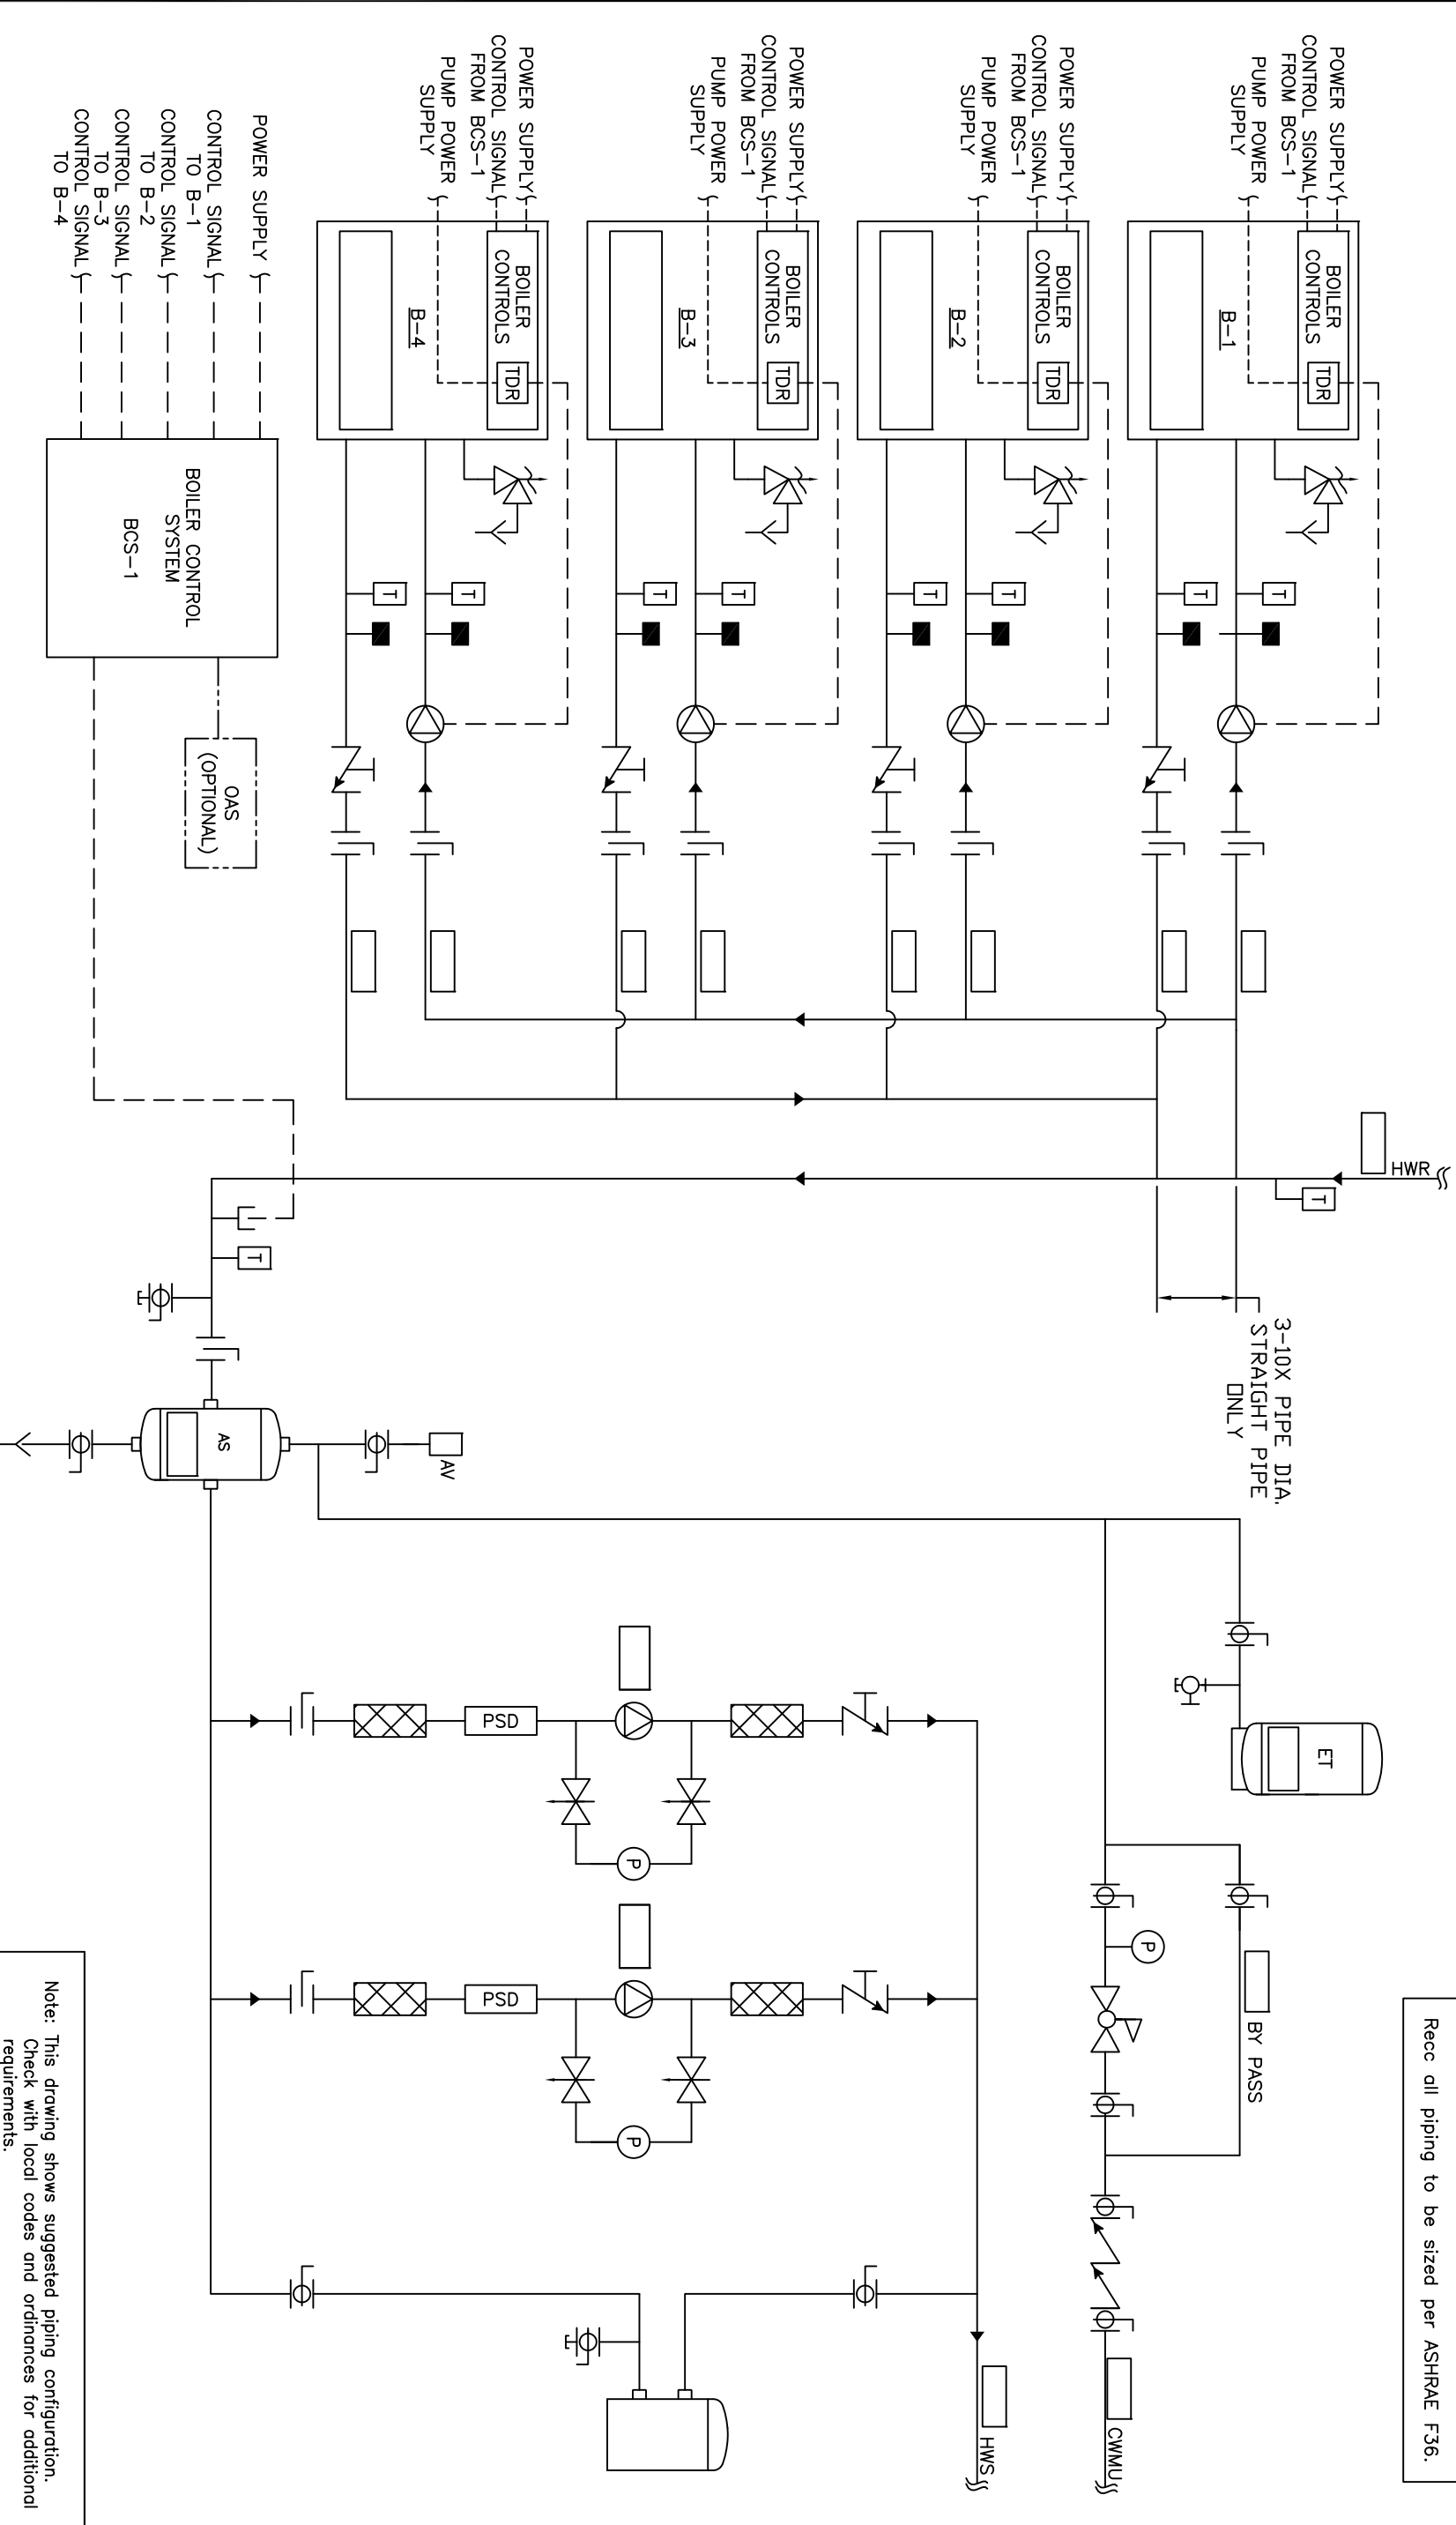 POWER SUPPLY
CONTROL SIGNAL
FROM BCS-1
PUMP POWER
SUPPLY
BOILER
CONTROLS
TDR
B-1
T
T
POWER SUPPLY
CONTROL SIGNAL
FROM BCS-1
PUMP POWER
SUPPLY
BOILER
CONTROLS
TDR
B-2
T
T
POWER SUPPLY
CONTROL SIGNAL
FROM BCS-1
PUMP POWER
SUPPLY
BOILER
CONTROLS
TDR
B-3
T
T
POWER SUPPLY
CONTROL SIGNAL
FROM BCS-1
PUMP POWER
SUPPLY
BOILER
CONTROLS
TDR
B-4
T
T
POWER SUPPLY
CONTROL SIGNAL
TO B-1
CONTROL SIGNAL
TO B-2
CONTROL SIGNAL
TO B-3
CONTROL SIGNAL
TO B-4
BOILER CONTROL
SYSTEM
BCS-1
OAS
(OPTIONAL)
HWR
T
T
3-10X PIPE DIA.
STRAIGHT PIPE
ONLY
AS
AV
ET
PSD
P
PSD
P
P
BY PASS
CWMU
HWS
Recc all piping to be sized per ASHRAE F36.
Note: This drawing shows suggested piping configuration.
Check with local codes and ordinances for additional
requirements.